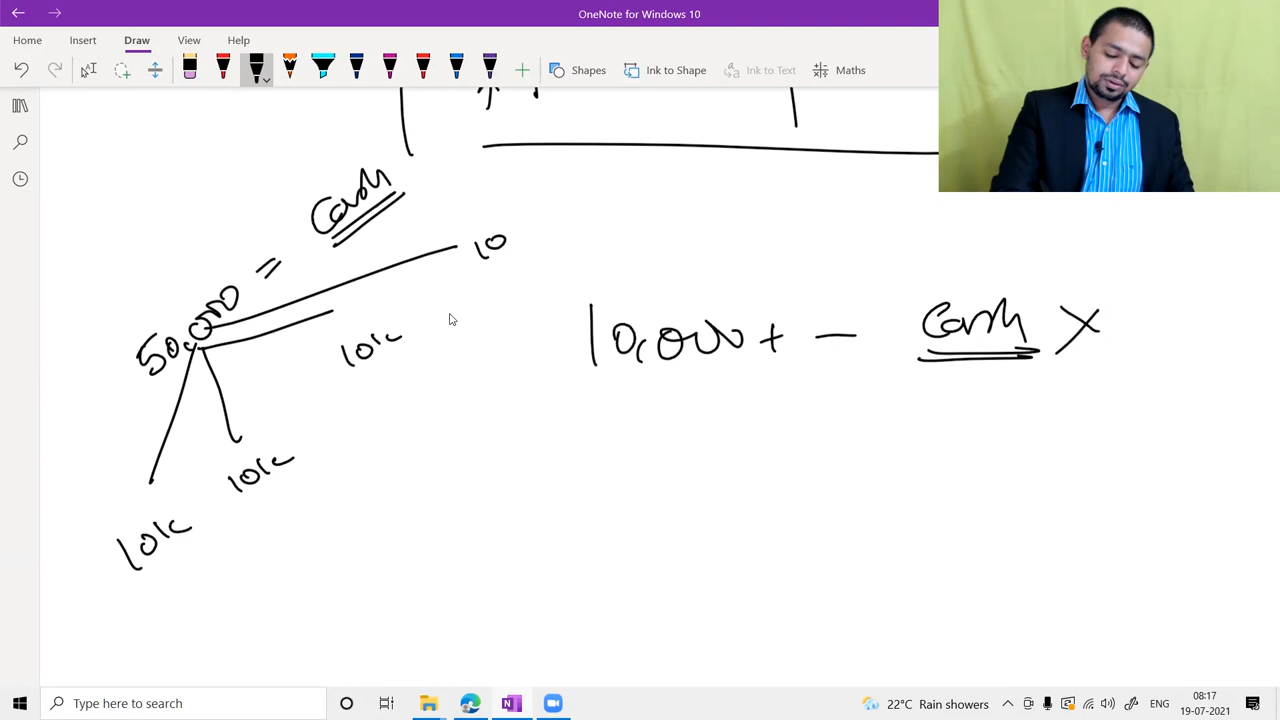 OneNote for Windows 10
Home Insert Draw View Help
Shapes Ink to Shape Ink to Text Maths
Cash
=
50,000
10
10k
10k
10k
10,000 + — Cash X
Type here to search
22°C Rain showers ENG 08:17
19-07-2021